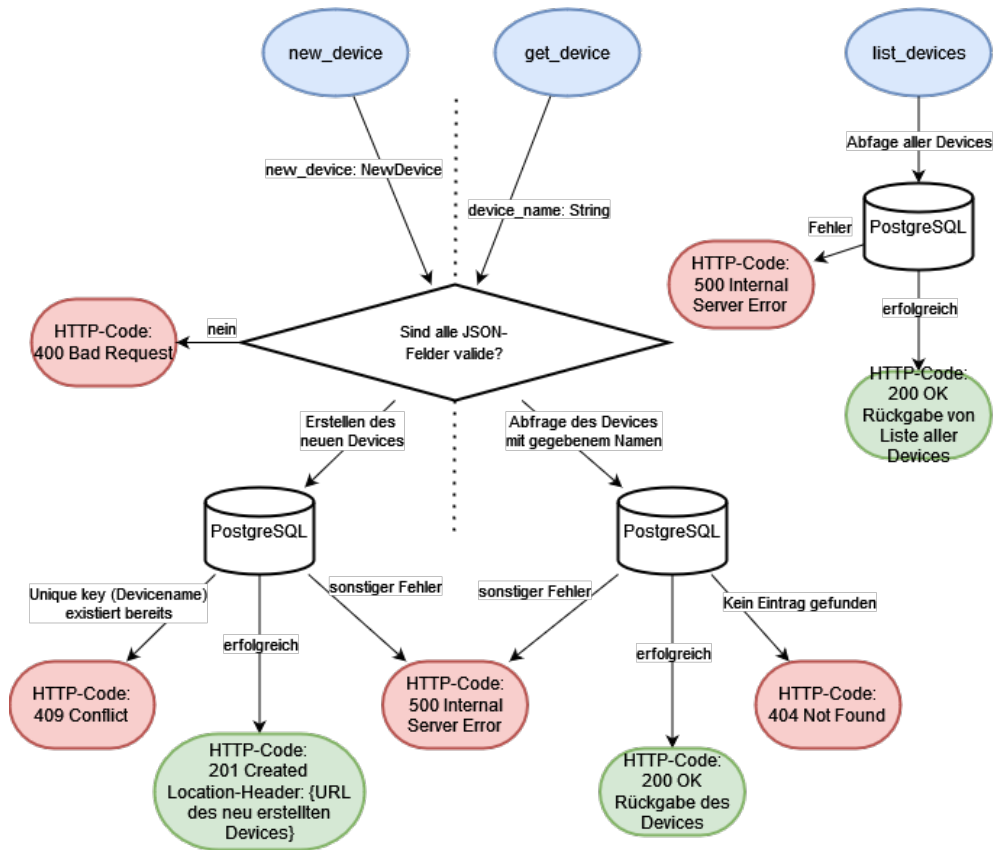 new_device
get_device
list_devices
new_device: NewDevice
device_name: String
Abfage aller Devices
PostgreSQL
Fehler
HTTP-Code:
500 Internal
Server Error
erfolgreich
HTTP-Code:
200 OK
Rückgabe von
Liste aller
Devices
Sind alle JSON-
Felder valide?
nein
HTTP-Code:
400 Bad Request
Erstellen des
neuen Devices
Abfrage des Devices
mit gegebenem Namen
PostgreSQL
PostgreSQL
Unique key (Devicename)
existiert bereits
erfolgreich
sonstiger Fehler
sonstiger Fehler
erfolgreich
Kein Eintrag gefunden
HTTP-Code:
409 Conflict
HTTP-Code:
500 Internal
Server Error
HTTP-Code:
404 Not Found
HTTP-Code:
201 Created
Location-Header: {URL
des neu erstellten
Devices}
HTTP-Code:
200 OK
Rückgabe des
Devices